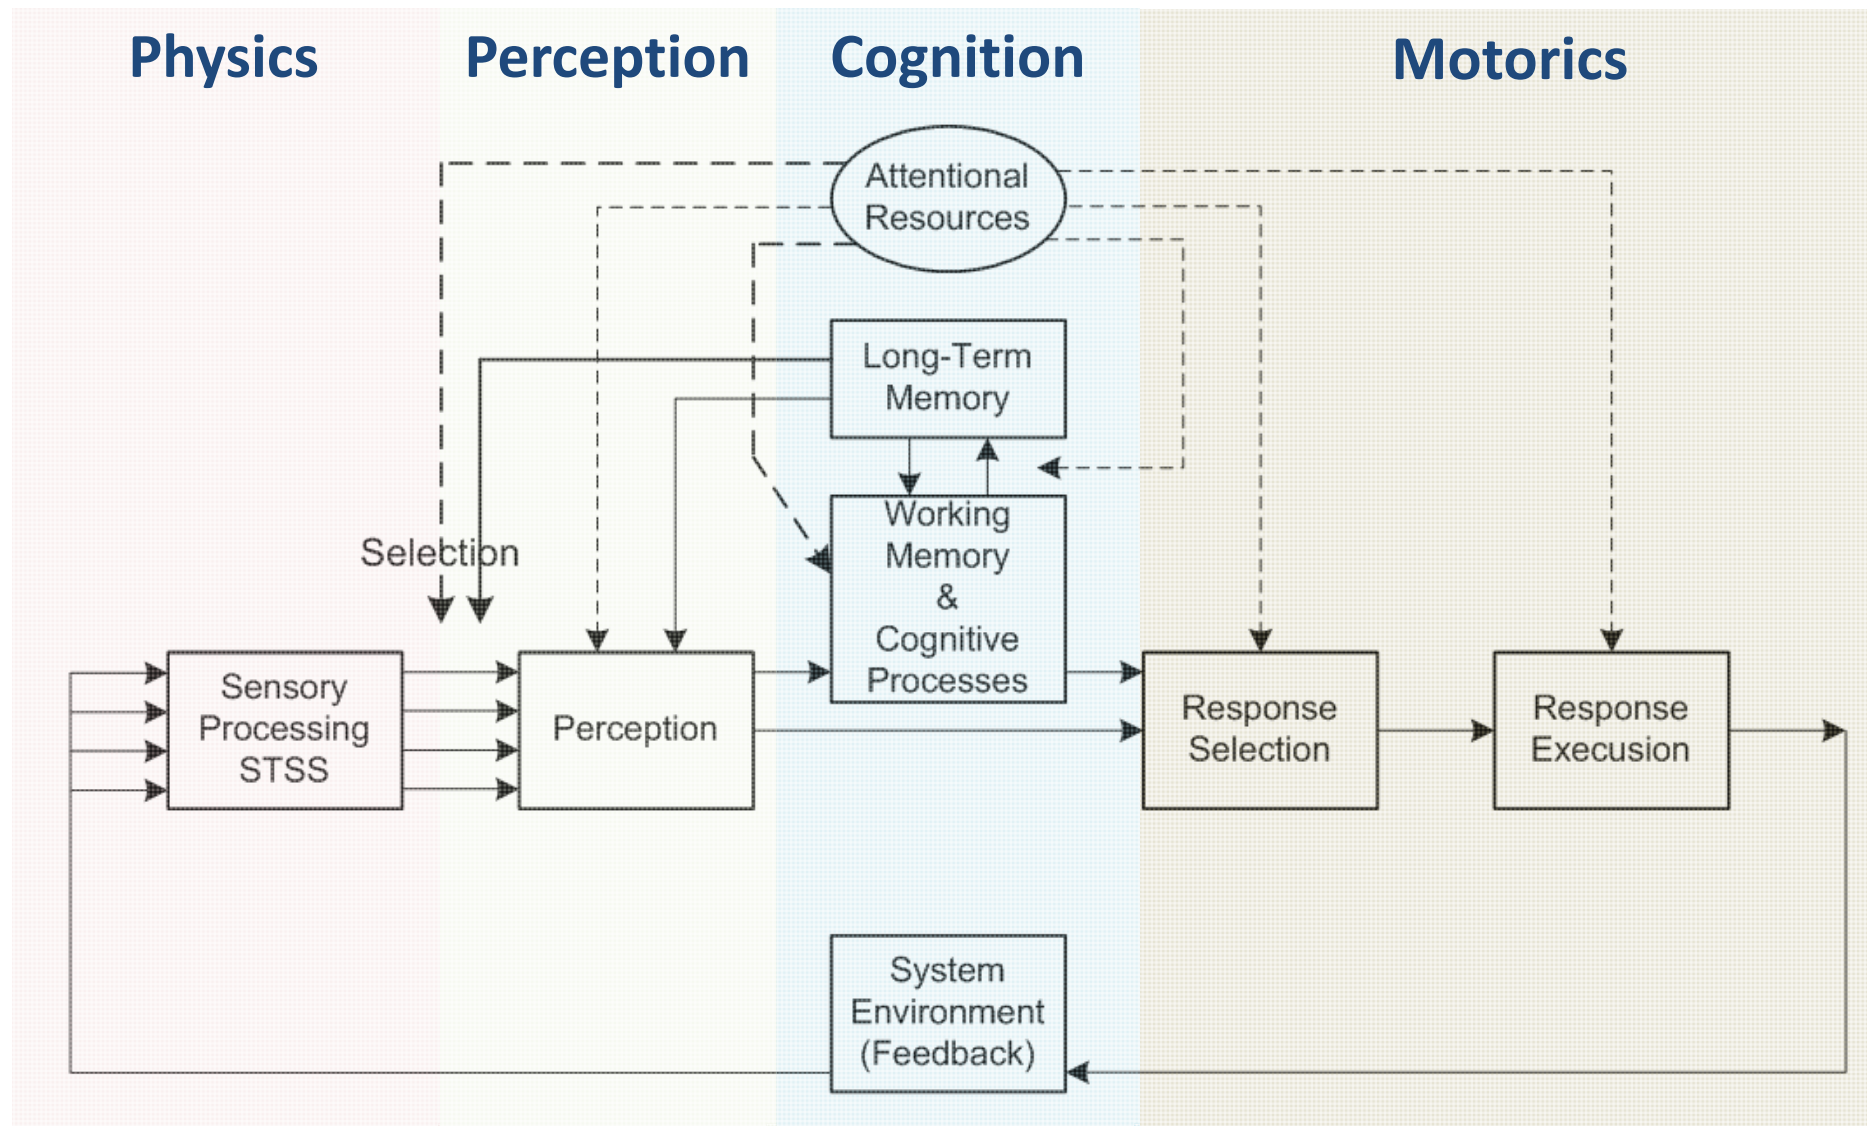 Physics
Perception
Cognition
Motorics
Attentional
Resources
Long-Term
Memory
Selection
Working
Memory
&
Cognitive
Processes
Sensory
Processing
STSS
Perception
Response
Selection
Response
Execusion
System
Environment
(Feedback)